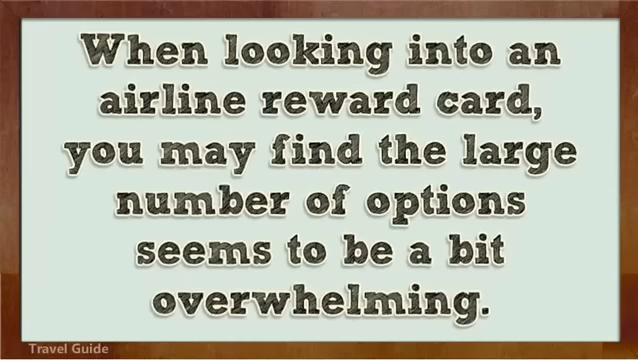 When looking into an
airline reward card,
you may find the large
number of options
seems to be a bit
overwhelming.
Travel Guide